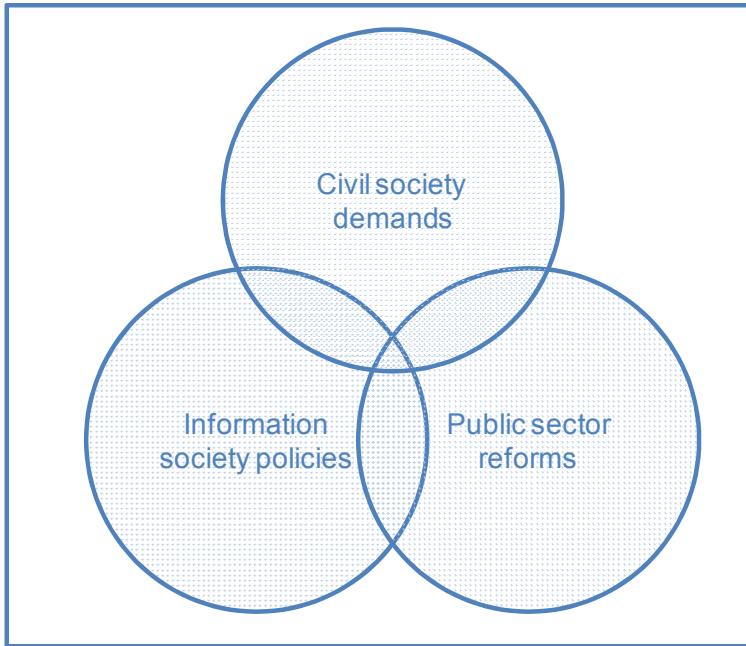 Civil society
demands
Information
society policies
Public sector
reforms